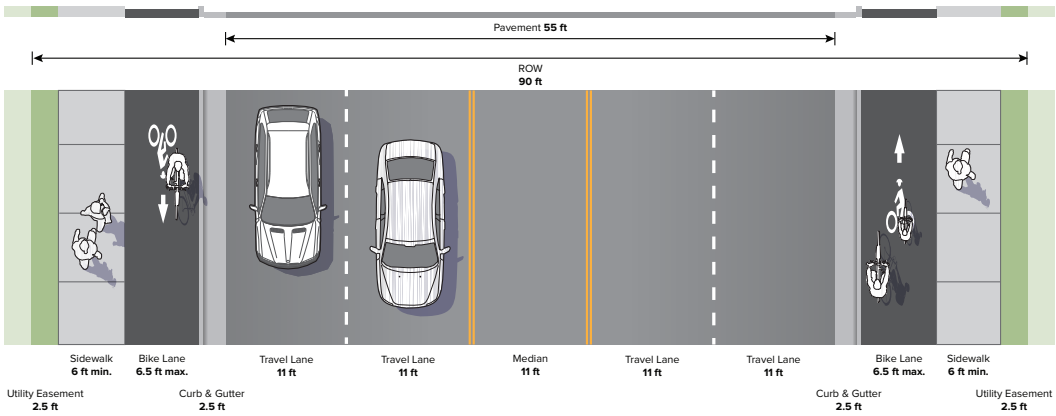 Pavement 55 ft
ROW
90 ft
Sidewalk
6 ft min.
Bike Lane
6.5 ft max.
Travel Lane
11 ft
Travel Lane
11 ft
Median
11 ft
Travel Lane
11 ft
Travel Lane
11 ft
Bike Lane
6.5 ft max.
Sidewalk
6 ft min.
Utility Easement
2.5 ft
Curb & Gutter
2.5 ft
Curb & Gutter
2.5 ft
Utility Easement
2.5 ft